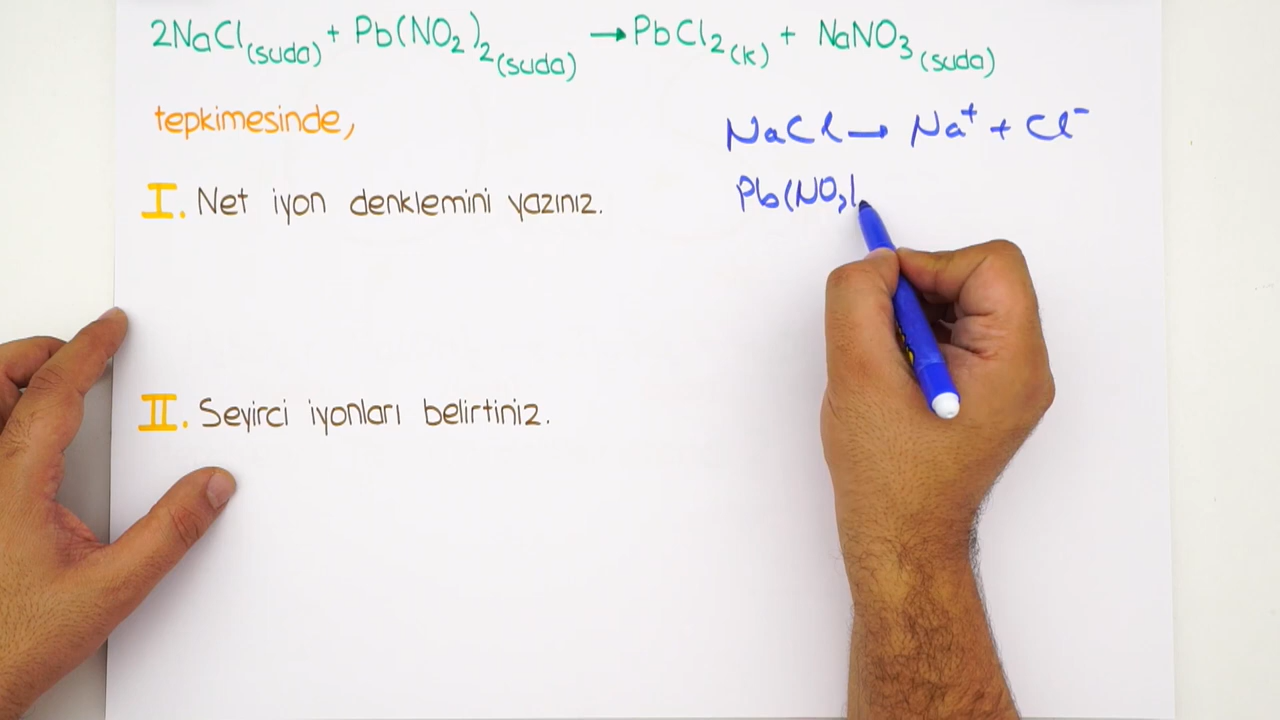 2NaCl(suda) + Pb(NO₂)₂(suda) → PbCl₂(k) + NaNO₃(suda)
tepkimesinde,
NaCl → Na⁺ + Cl⁻
Pb(NO₃)
I. Net iyon denklemini yazınız.
II. Seyirci iyonları belirtiniz.